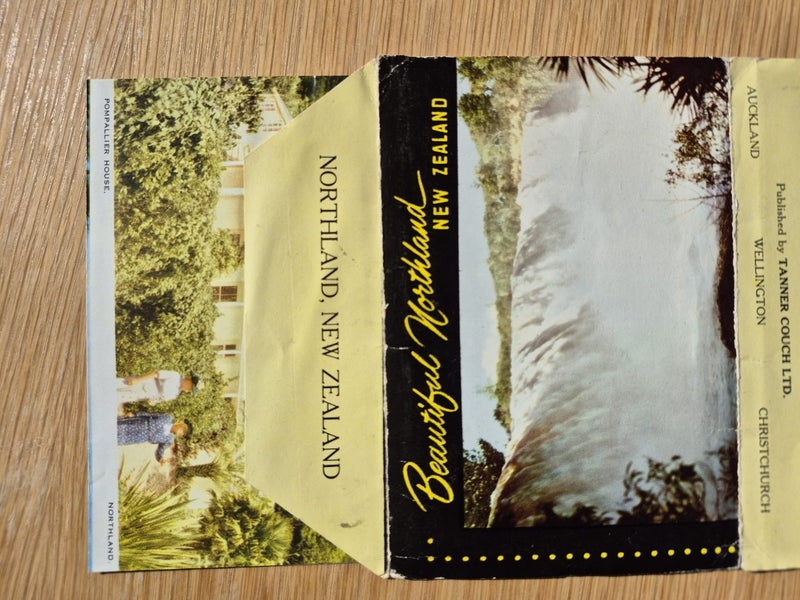 POMPALLIER HOUSE,
NORTHLAND.
NORTHLAND, NEW ZEALAND
Beautiful Northland
NEW ZEALAND
Published by TANNER COUCH LTD.
AUCKLAND WELLINGTON CHRISTCHURCH